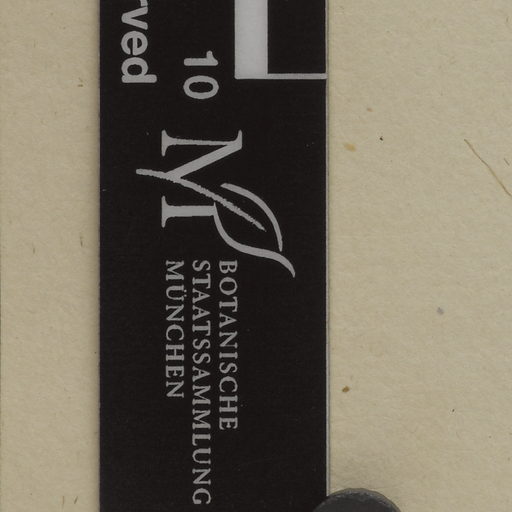 rved
10
BOTANISCHE
STAATSSAMMLUNG
MÜNCHEN